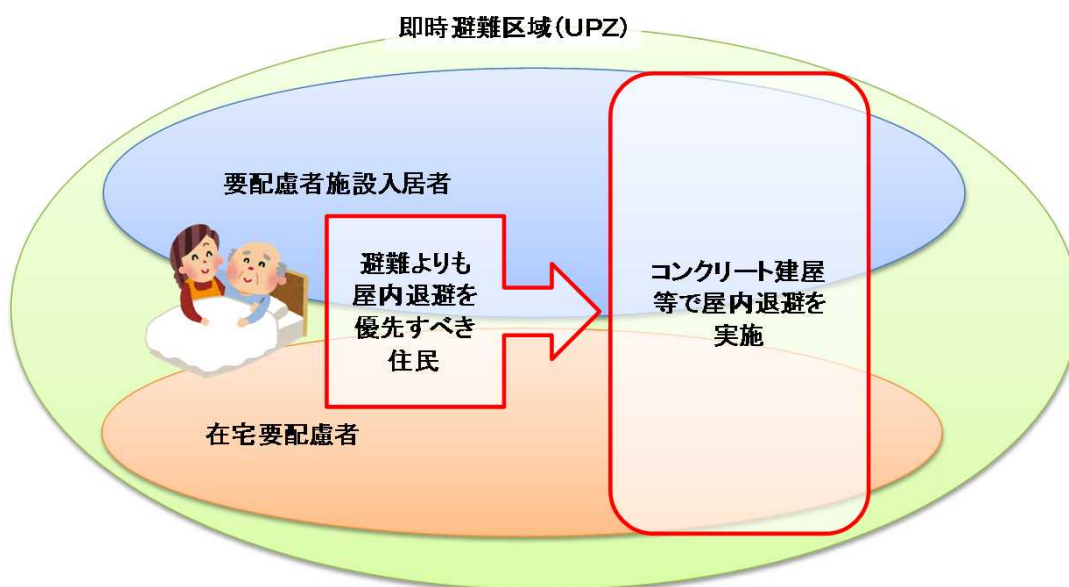 即時避難区域(UPZ)
要配慮者施設入居者
避難よりも
屋内退避を
優先すべき
住民
コンクリート建屋
等で屋内退避を
実施
在宅要配慮者